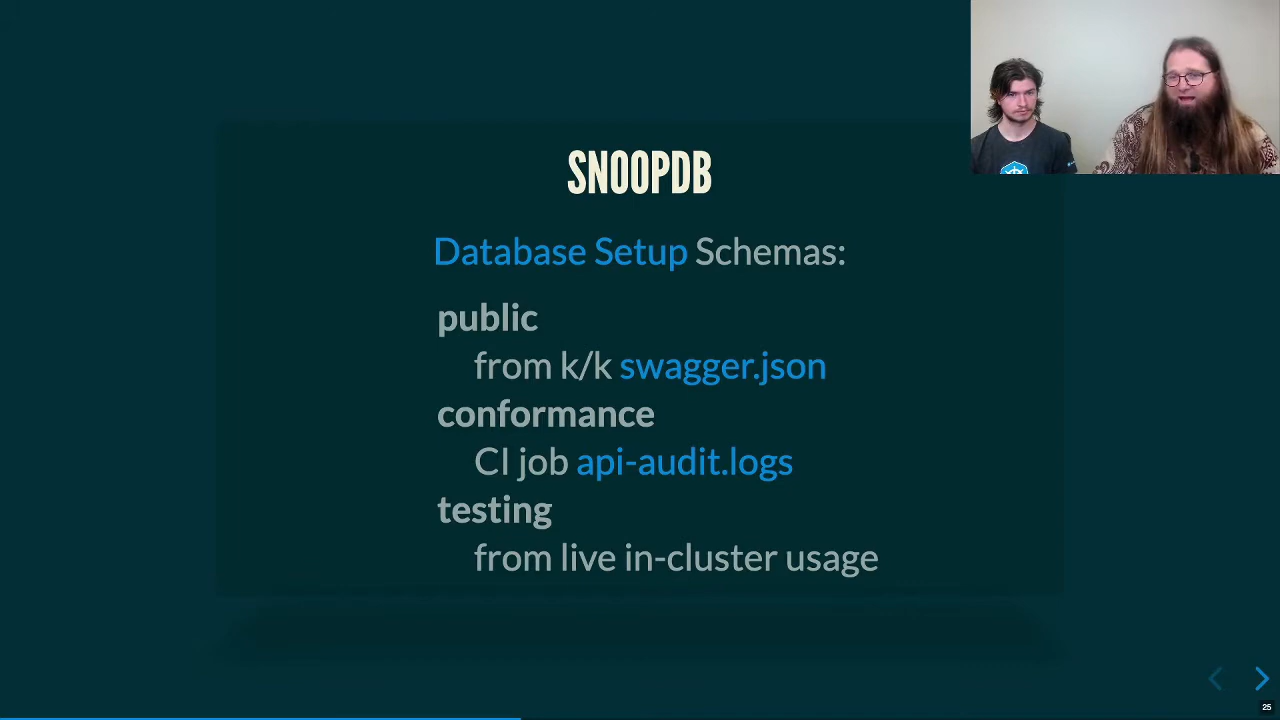 SNOOPDB
Database Setup Schemas:
public
from k/k swagger.json
conformance
CI job api-audit.logs
testing
from live in-cluster usage
25